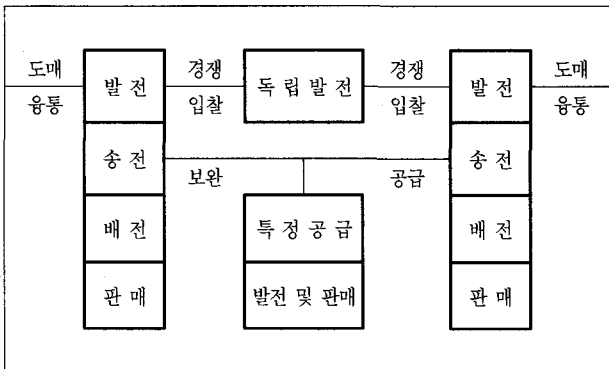 도매 경쟁 경쟁 도매
발 전 독 립 발 전 발 전
융통 입찰 입찰 융통
송 전 송 전
보완 공급
배 전 특 정 공 급 배 전
판 매 발전 및 판매 판 매